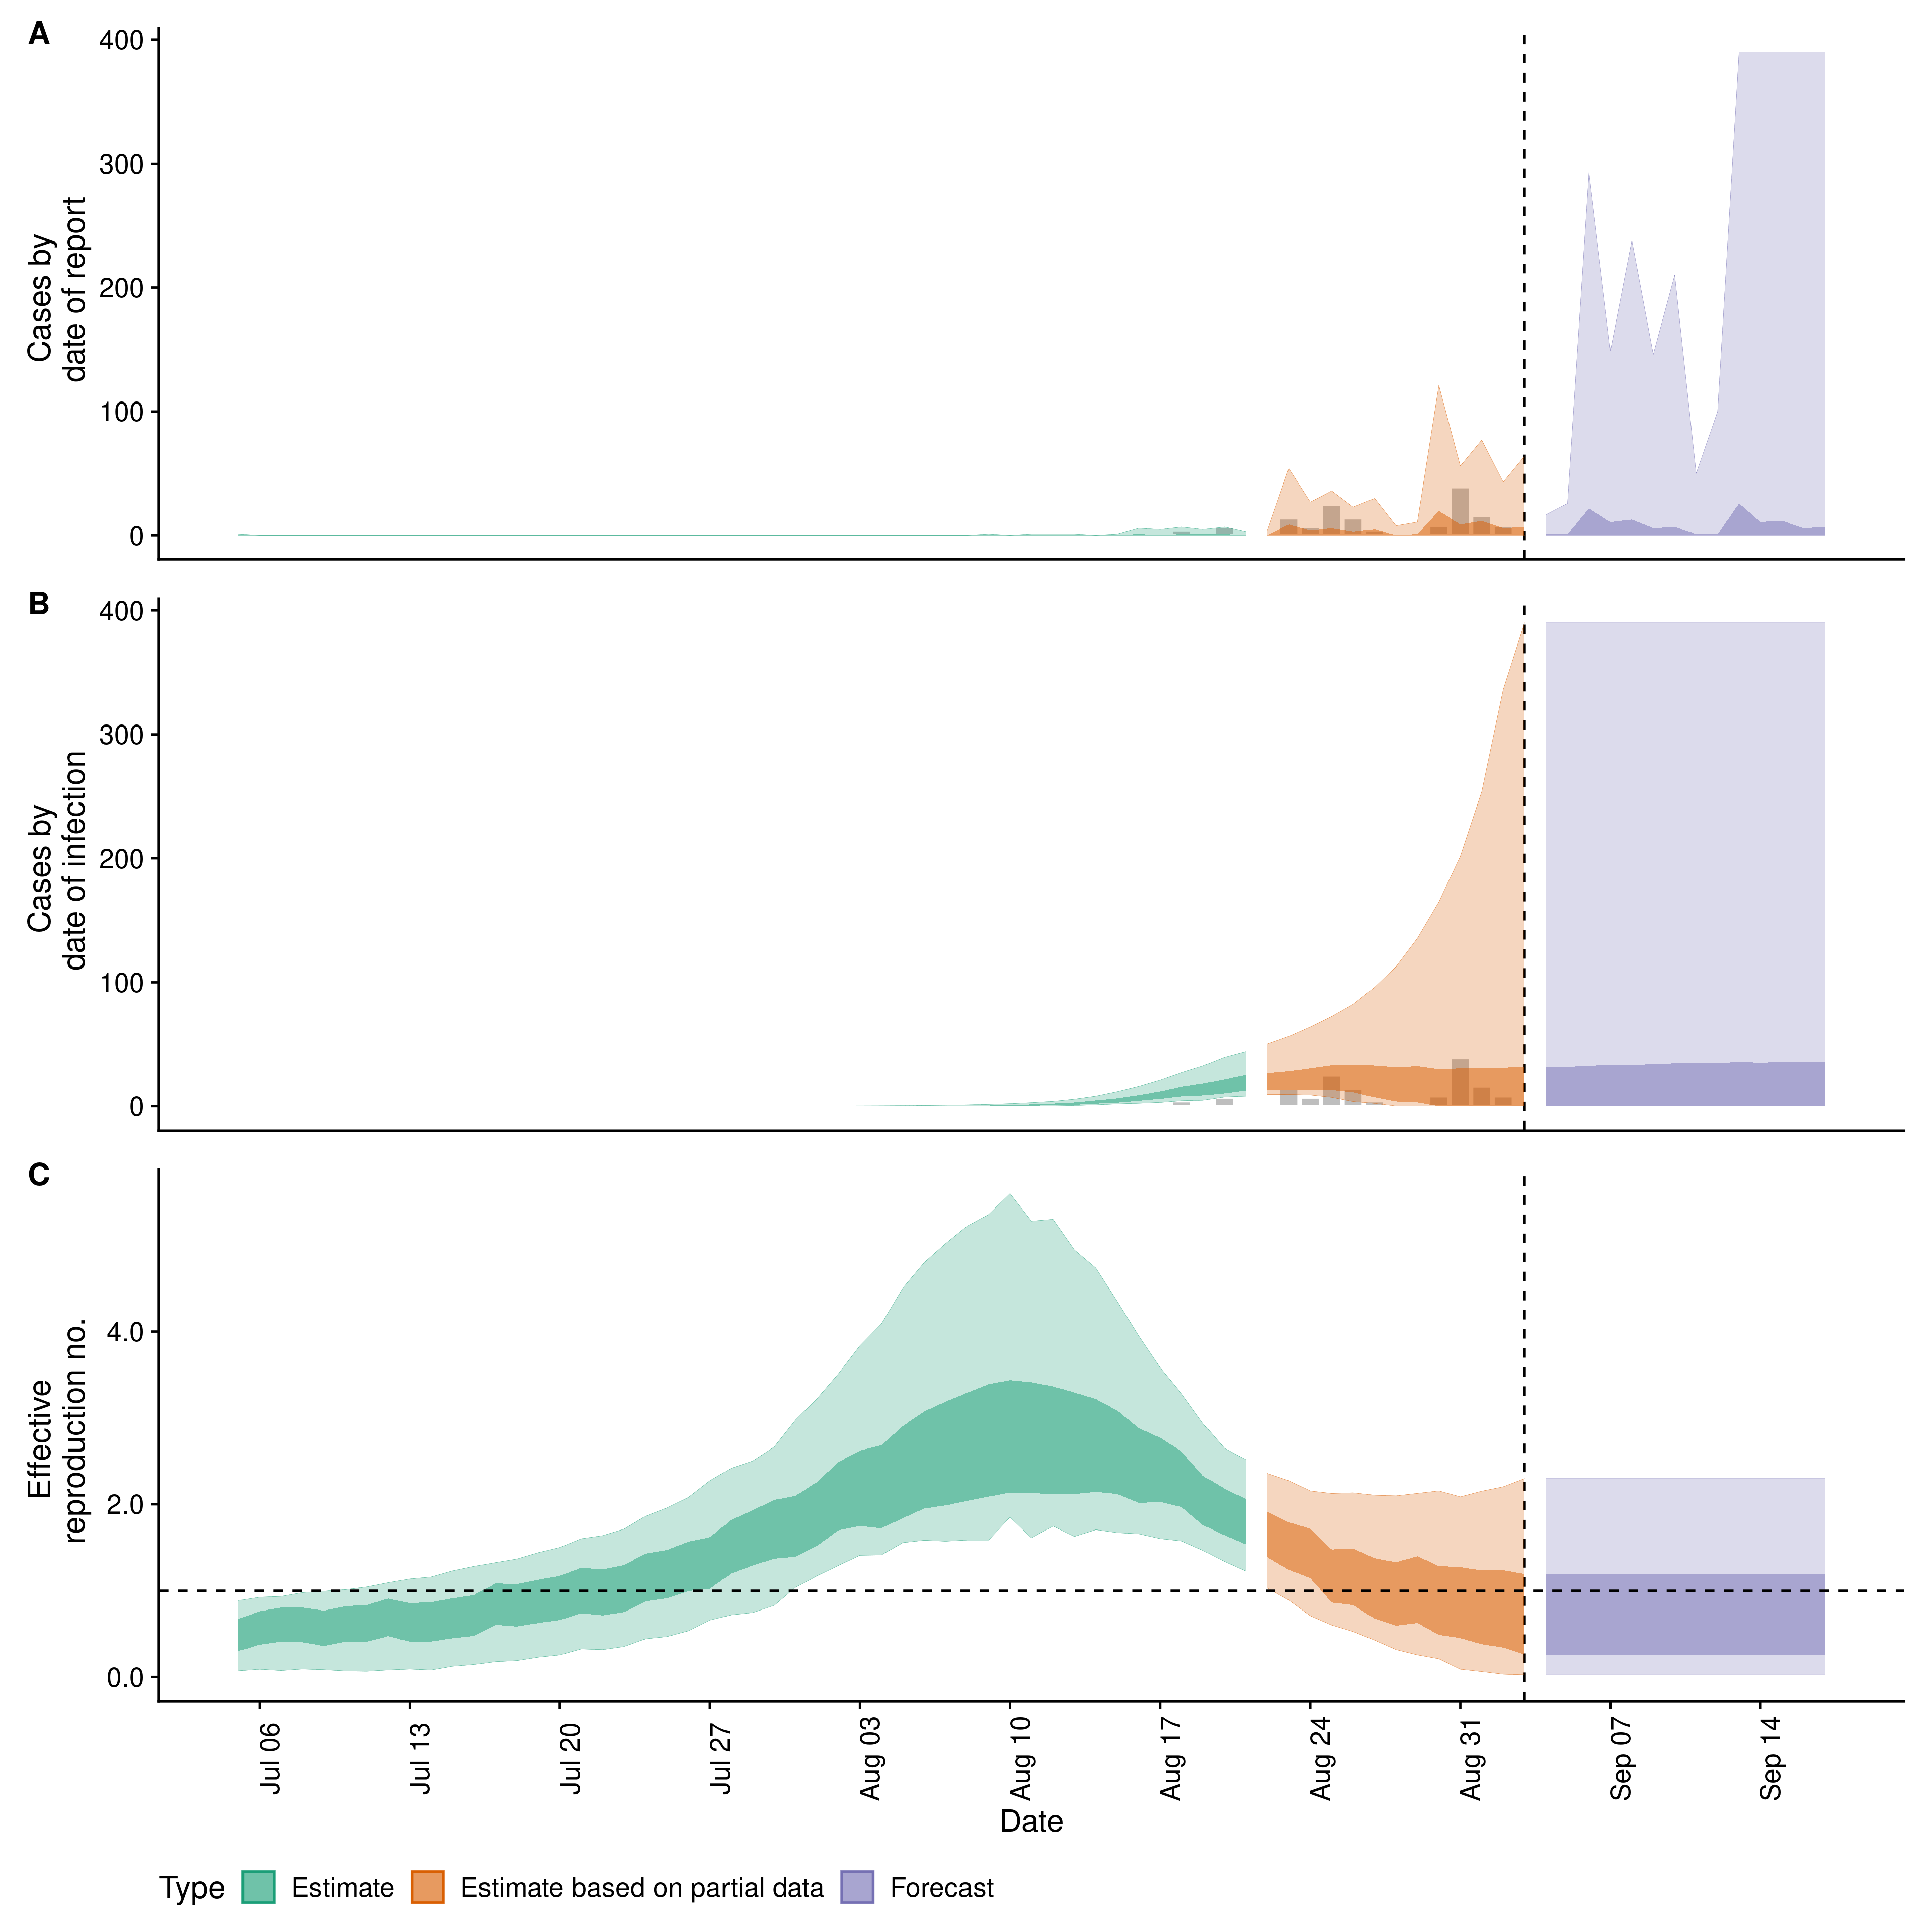 A
400
300
200
100
0
Cases by
date of report
B
400
300
200
100
0
Cases by
date of infection
C
4.0
2.0
0.0
Effective
reproduction no.
Jul 06
Jul 13
Jul 20
Jul 27
Aug 03
Aug 10
Aug 17
Aug 24
Aug 31
Sep 07
Sep 14
Date
Type Estimate Estimate based on partial data Forecast